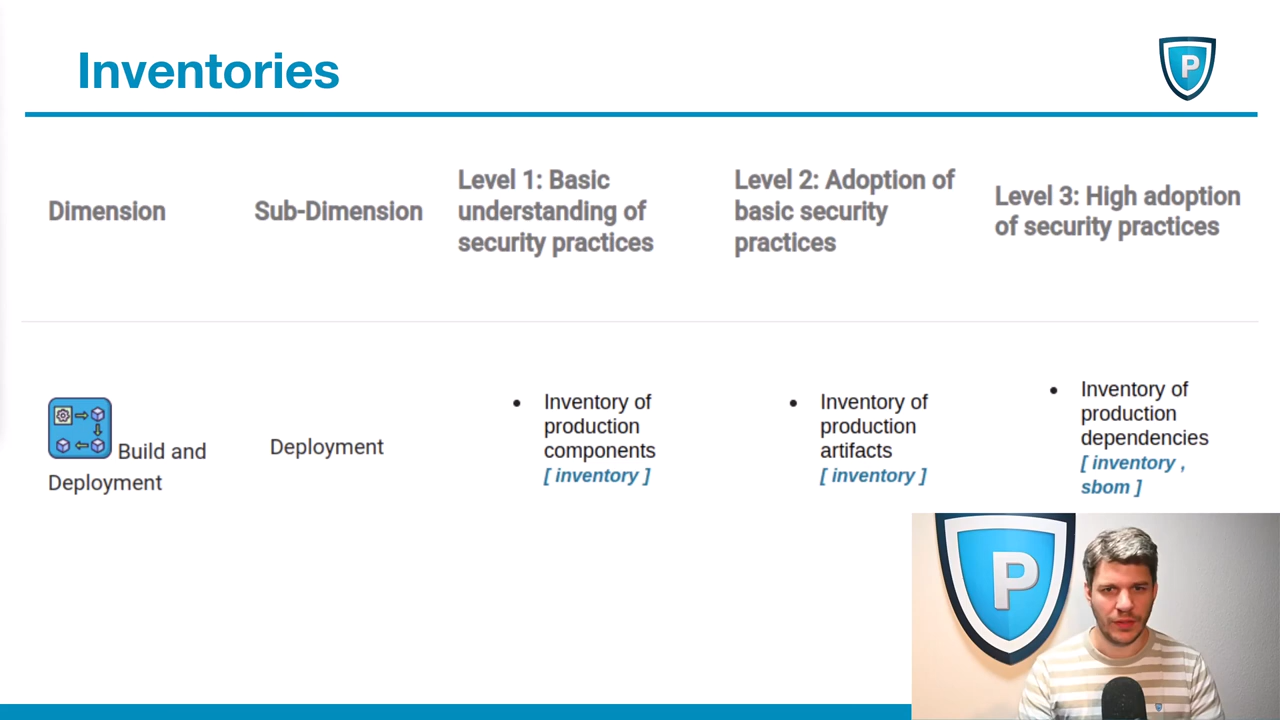 Inventories
P
Dimension
Sub-Dimension
Level 1: Basic
understanding of
security practices
Level 2: Adoption of
basic security
practices
Level 3: High adoption
of security practices
Build and
Deployment
Deployment
• Inventory of
production
components
[ inventory ]
• Inventory of
production
artifacts
[ inventory ]
• Inventory of
production
dependencies
[ inventory ,
sbom ]
P